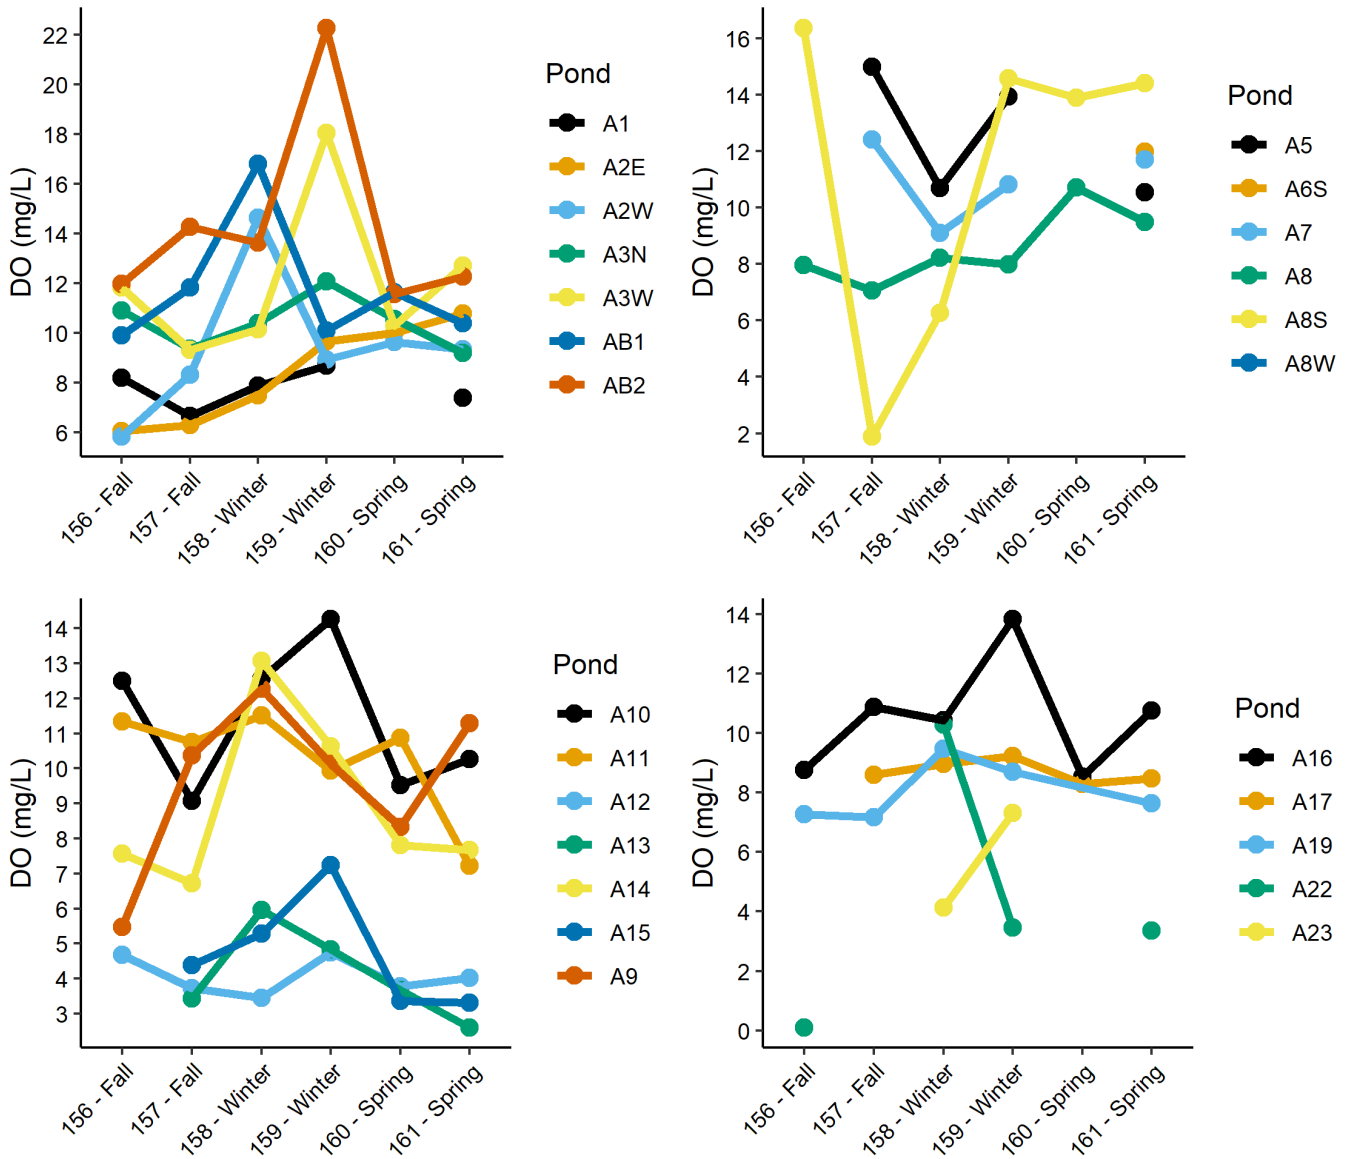 DO (mg/L)
22
20
18
16
14
12
10
8
6
156 - Fall
157 - Fall
158 - Winter
159 - Winter
160 - Spring
161 - Spring
Pond
A1
A2E
A2W
A3N
A3W
AB1
AB2
DO (mg/L)
16
14
12
10
8
6
4
2
156 - Fall
157 - Fall
158 - Winter
159 - Winter
160 - Spring
161 - Spring
Pond
A5
A6S
A7
A8
A8S
A8W
DO (mg/L)
14
13
12
11
10
9
8
7
6
5
4
3
156 - Fall
157 - Fall
158 - Winter
159 - Winter
160 - Spring
161 - Spring
Pond
A10
A11
A12
A13
A14
A15
A9
DO (mg/L)
14
12
10
8
6
4
2
0
156 - Fall
157 - Fall
158 - Winter
159 - Winter
160 - Spring
161 - Spring
Pond
A16
A17
A19
A22
A23